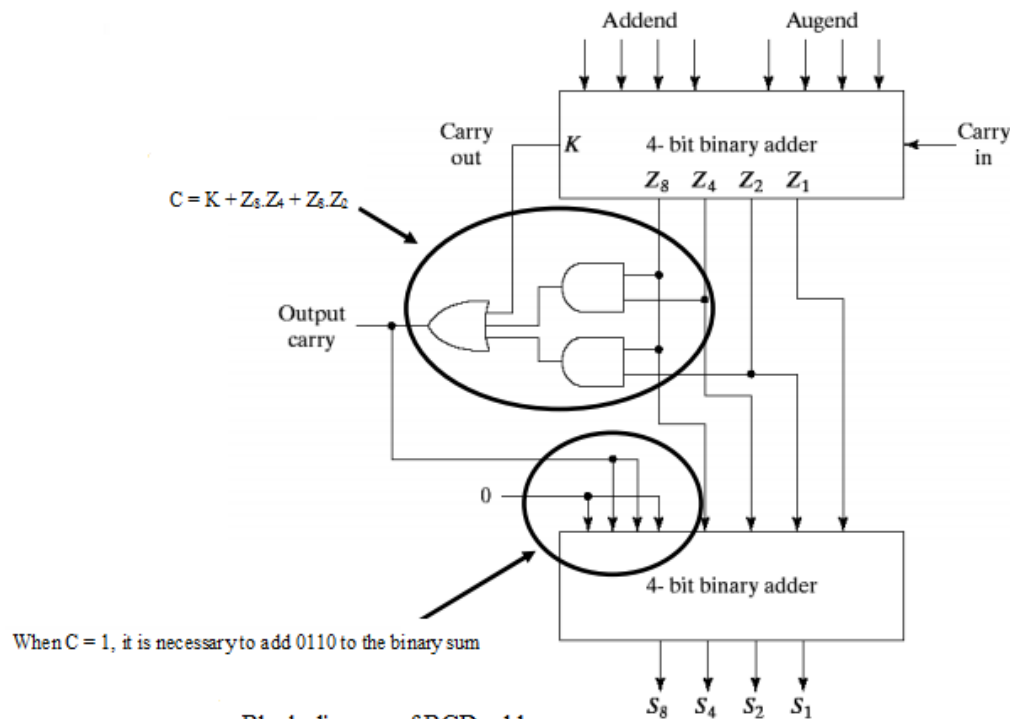 Addend Augend
Carry out
K 4- bit binary adder
Carry in
Z8 Z4 Z2 Z1
C = K + Z8.Z4 + Z8.Z2
Output carry
0
4- bit binary adder
When C = 1, it is necessary to add 0110 to the binary sum
S8 S4 S2 S1